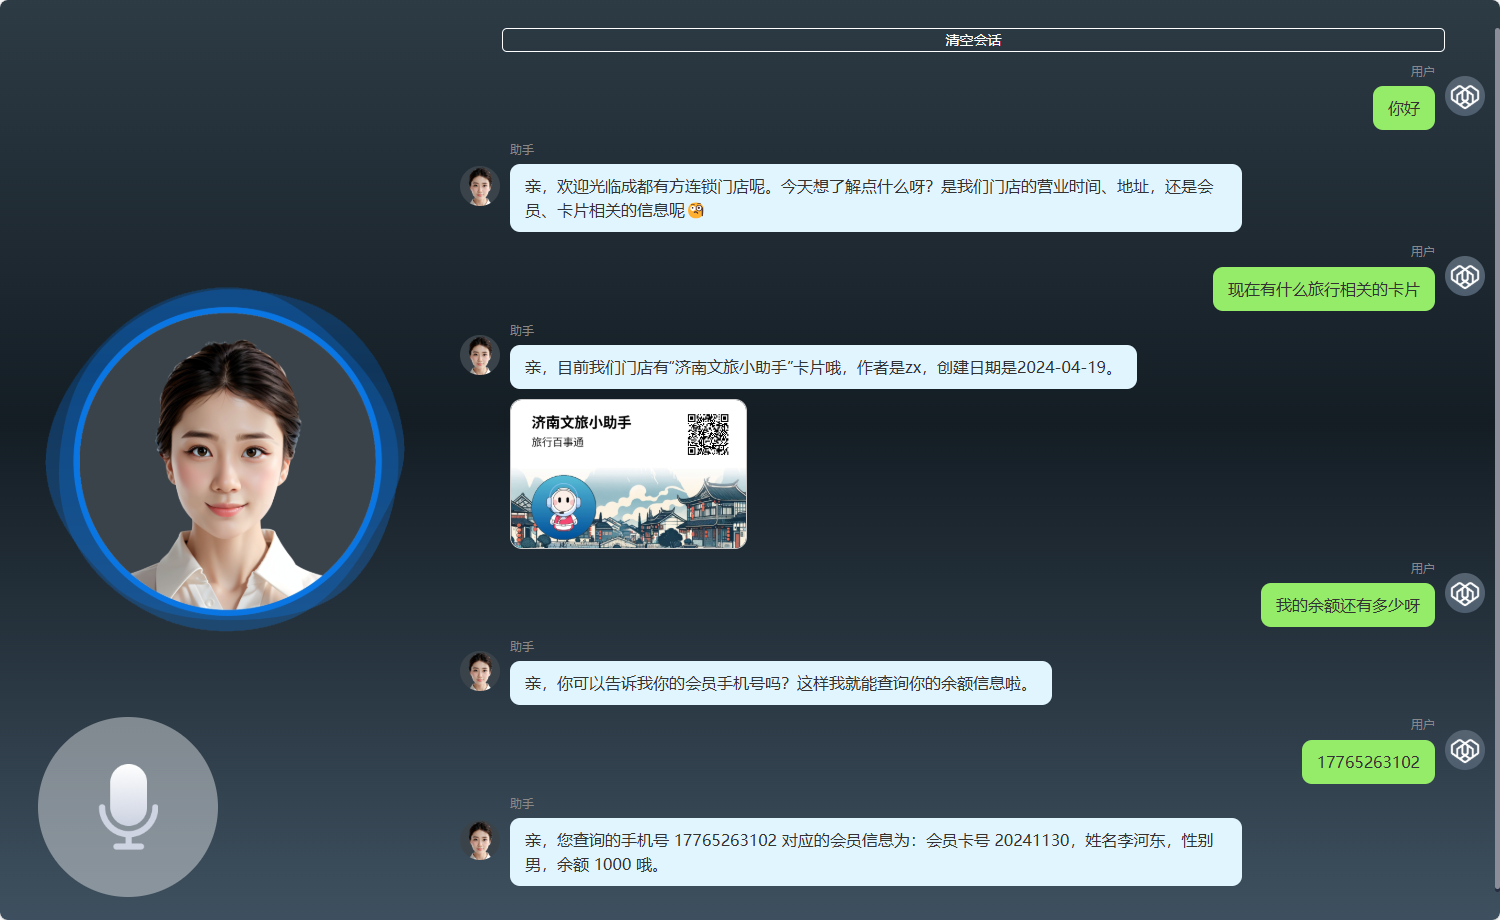 清空会话
用户
你好
助手
亲，欢迎光临成都有方连锁门店呢。今天想了解点什么呀？是我们门店的营业时间、地址，还是会
员、卡片相关的信息呢🧐
用户
现在有什么旅行相关的卡片
助手
亲，目前我们门店有“济南文旅小助手”卡片哦，作者是zx，创建日期是2024-04-19。
济南文旅小助手
旅行百事通
用户
我的余额还有多少呀
助手
亲，你可以告诉我你的会员手机号吗？这样我就能查询你的余额信息啦。
用户
17765263102
助手
亲，您查询的手机号 17765263102 对应的会员信息为：会员卡号 20241130，姓名李河东，性别
男，余额 1000 哦。